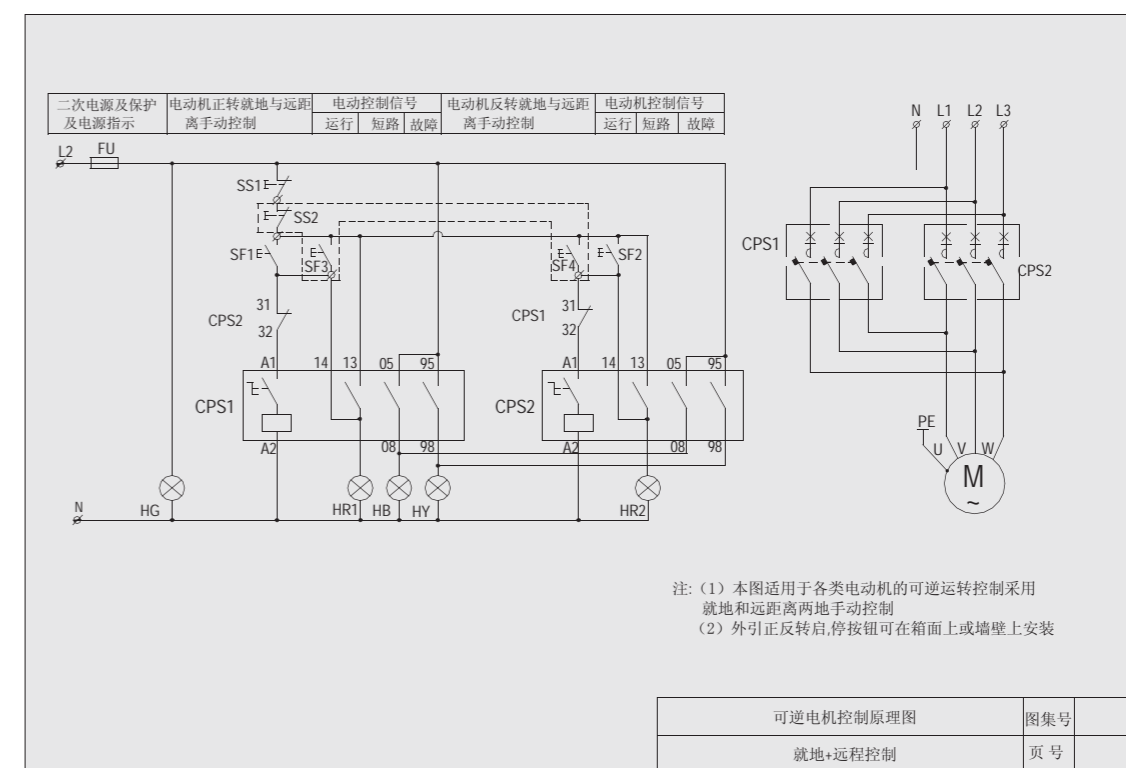 二次电源及保护
及电源指示
电动机正转就地与远距
离手动控制
电动控制信号
运行 短路 故障
电动机反转就地与远距
离手动控制
电动机控制信号
运行 短路 故障
L2 FU
SS1
SS2
SF1
SF3
SF4
SF2
31
CPS2
32
31
CPS1
32
A1 14 13 05 95
CPS1
A2 08 98
A1 14 13 05 95
CPS2
A2 08 98
N
HG HR1 HB HY HR2
N L1 L2 L3
CPS1
CPS2
PE
U V W
M
~
注:（1）本图适用于各类电动机的可逆运转控制采用
就地和远距离两地手动控制
（2）外引正反转启,停按钮可在箱面上或墙壁上安装
可逆电机控制原理图 图集号
就地+远程控制 页 号